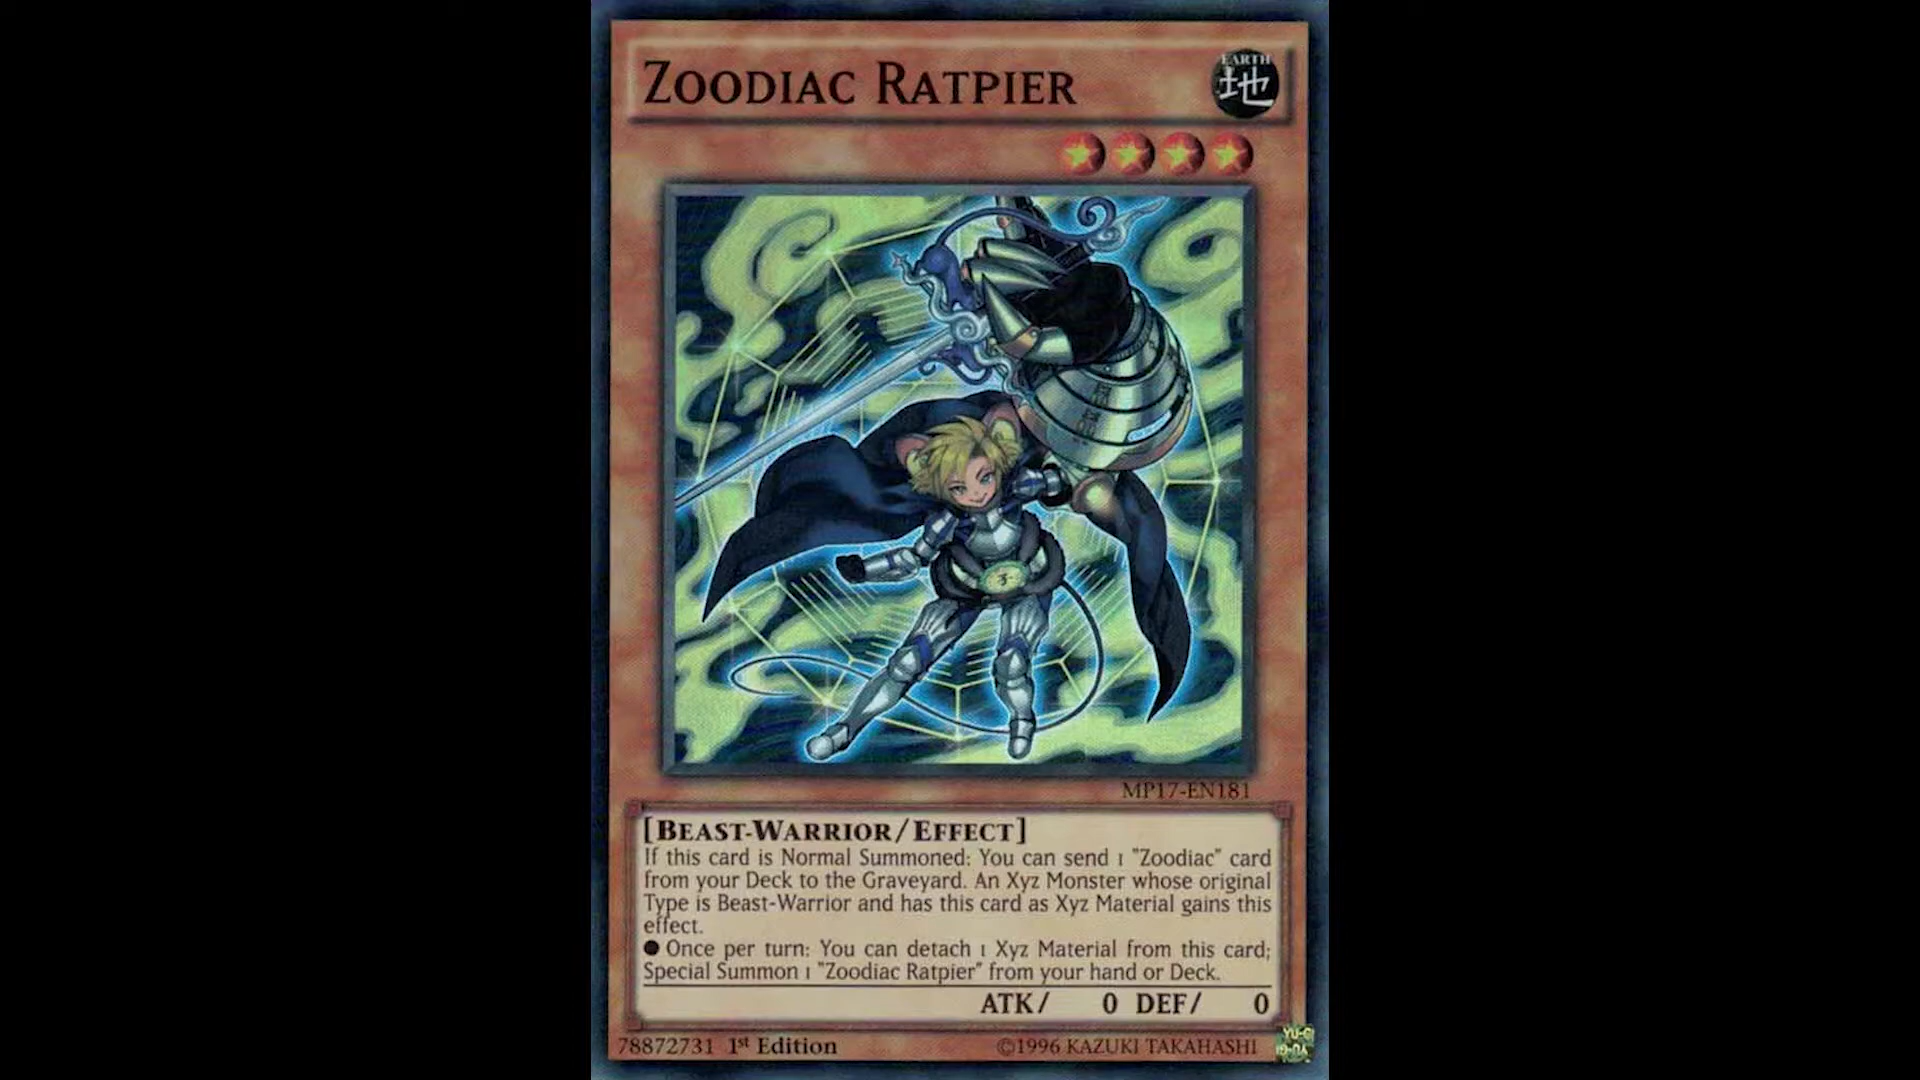 ZOODIAC RATPIER
EARTH
地
MP17-EN181
[BEAST-WARRIOR/EFFECT]
If this card is Normal Summoned: You can send 1 "Zoodiac" card
from your Deck to the Graveyard. An Xyz Monster whose original
Type is Beast-Warrior and has this card as Xyz Material gains this
effect.
● Once per turn: You can detach 1 Xyz Material from this card;
Special Summon 1 "Zoodiac Ratpier" from your hand or Deck.
ATK/ 0 DEF/ 0
78872731 1st Edition ©1996 KAZUKI TAKAHASHI